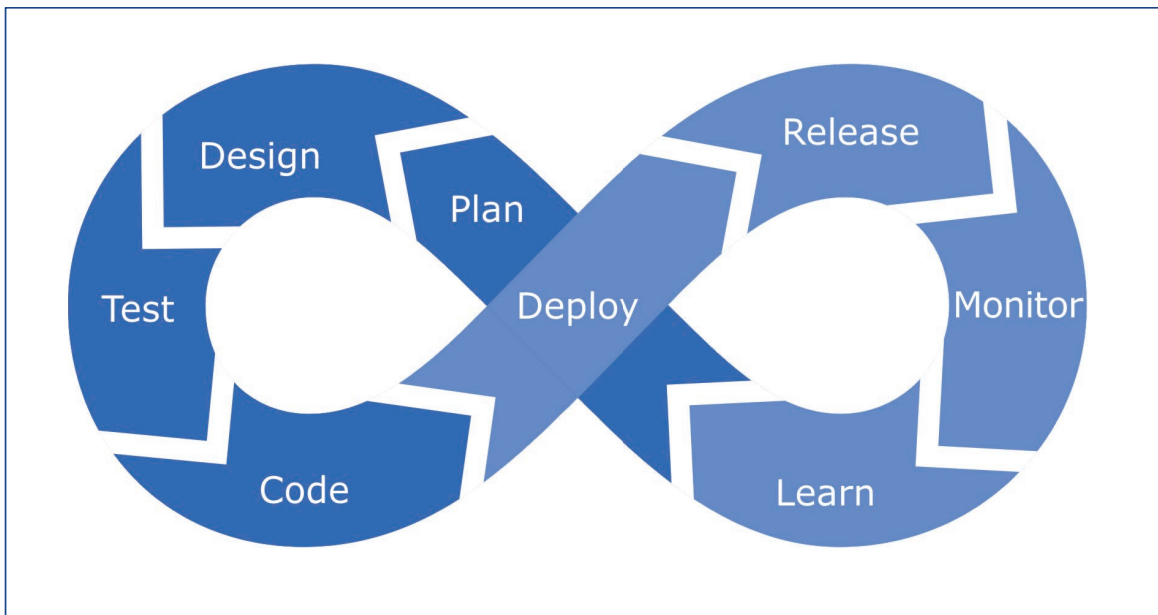 Design
Plan
Release
Test
Deploy
Monitor
Code
Learn